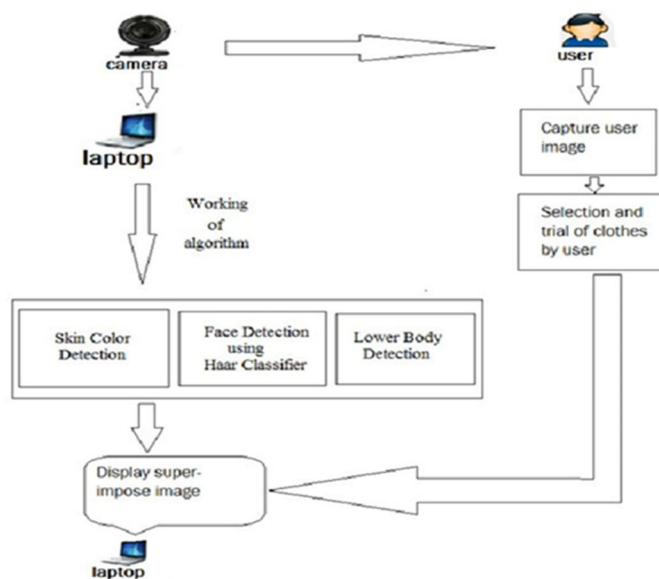 camera
user
laptop
Capture user
image
Working
of
algorithm
Selection and
trial of clothes
by user
Skin Color
Detection
Face Detection
using
Haar Classifier
Lower Body
Detection
Display super-
impose image
laptop